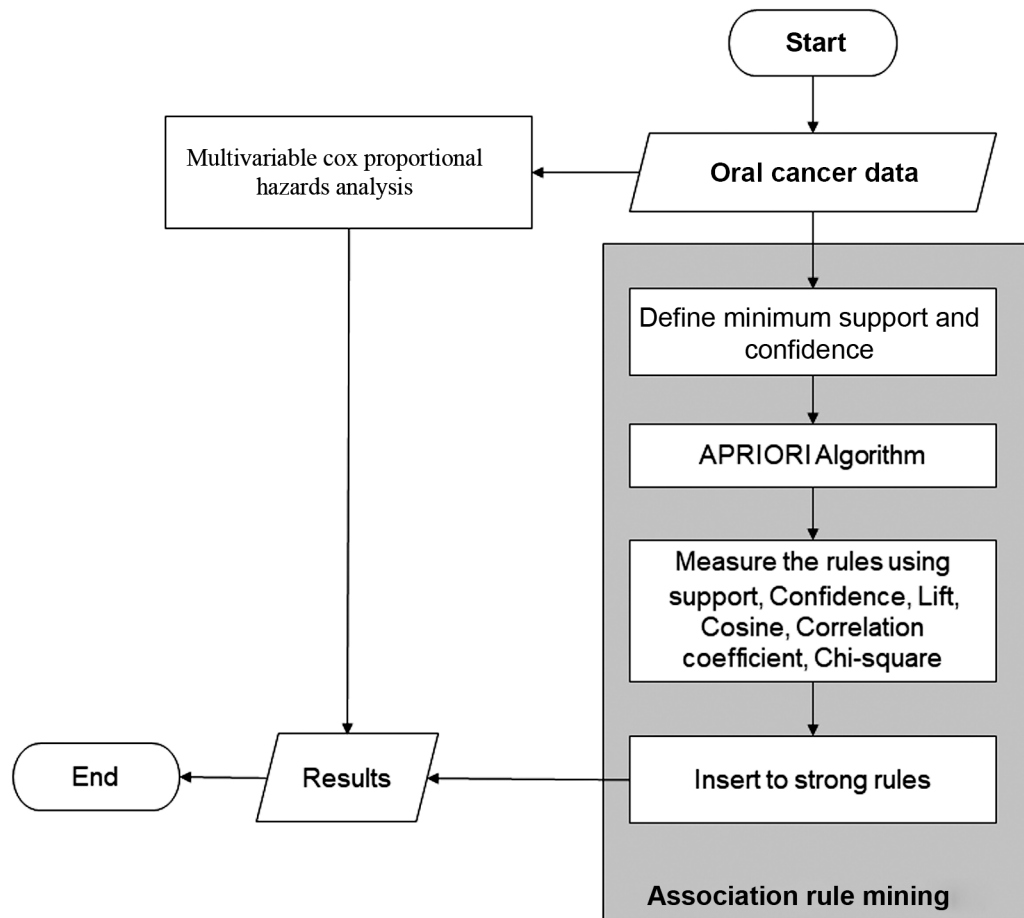 Start
Oral cancer data
Multivariable cox proportional
hazards analysis
Define minimum support and
confidence
APRIORI Algorithm
Measure the rules using
support, Confidence, Lift,
Cosine, Correlation
coefficient, Chi-square
Insert to strong rules
Results
End
Association rule mining